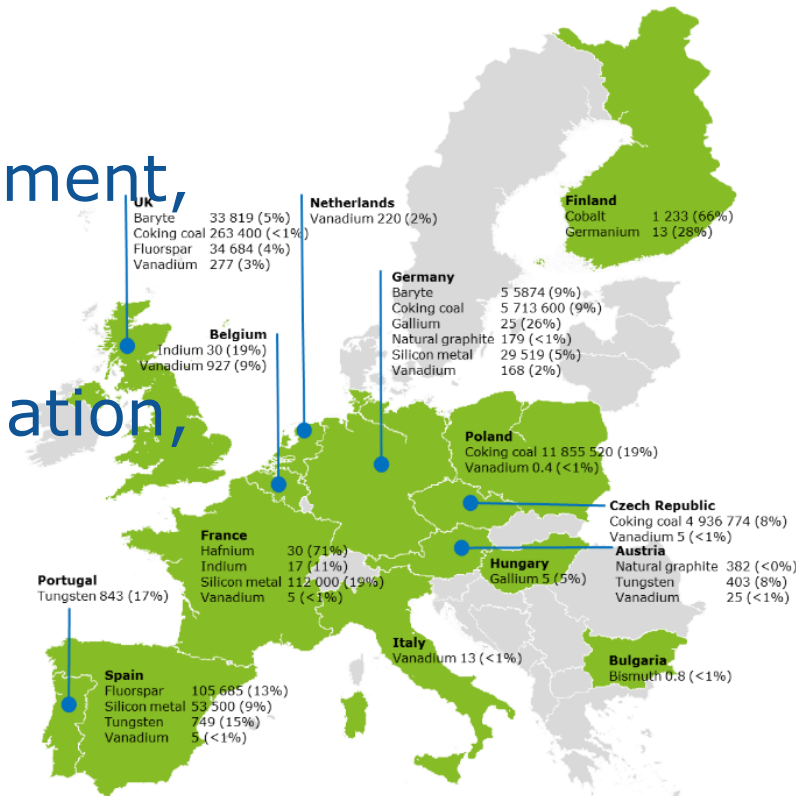 ment,
UK
Baryte 33 819 (5%)
Coking coal 263 400 (<1%)
Fluorspar 34 684 (4%)
Vanadium 277 (3%)
Netherlands
Vanadium 220 (2%)
Finland
Cobalt 1 233 (66%)
Germanium 13 (28%)
Germany
Baryte 5 5874 (9%)
Coking coal 5 713 600 (9%)
Gallium 25 (26%)
Natural graphite 179 (<1%)
Silicon metal 29 519 (5%)
Vanadium 168 (2%)
Belgium
Indium 30 (19%)
Vanadium 927 (9%)
ation,
Poland
Coking coal 11 855 520 (19%)
Vanadium 0.4 (<1%)
Czech Republic
Coking coal 4 936 774 (8%)
Vanadium 5 (<1%)
Austria
Natural graphite 382 (<0%)
Tungsten 403 (8%)
Vanadium 25 (<1%)
France
Hafnium 30 (71%)
Indium 17 (11%)
Silicon metal 112 000 (19%)
Vanadium 5 (<1%)
Hungary
Gallium 5 (5%)
Portugal
Tungsten 843 (17%)
Italy
Vanadium 13 (<1%)
Bulgaria
Bismuth 0.8 (<1%)
Spain
Fluorspar 105 685 (13%)
Silicon metal 53 500 (9%)
Tungsten 749 (15%)
Vanadium 5 (<1%)